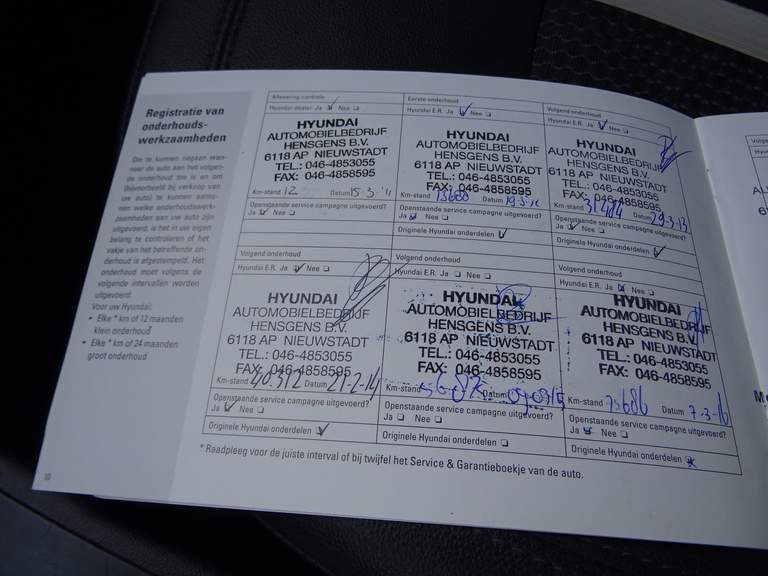 Registratie van
onderhouds-
werkzaamheden
Om te kunnen nagaan wan-
neer de auto aan het volgen-
de onderhoud toe is en om
(bijvoorbeeld bij verkoop van
uw auto) te kunnen aanto-
nen welke onderhoudswerk-
zaamheden aan uw auto zijn
uitgevoerd, is het in uw eigen
belang te controleren of het
vakje van het betreffende on-
derhoud is afgestempeld. Het
onderhoud moet volgens de
volgende intervallen worden
uitgevoerd:
Voor uw Hyundai:
• Elke * km of 12 maanden
klein onderhoud
• Elke * km of 24 maanden
groot onderhoud
Aflevering controle
Hyundai-dealer Ja Nee
HYUNDAI
AUTOMOBIELBEDRIJF
HENSGENS B.V.
6118 AP NIEUWSTADT
TEL.: 046-4853055
FAX: 046-4858595
Km-stand 12 Datum 15-3-'11
Openstaande service campagne uitgevoerd?
Ja Nee
Eerste onderhoud
Hyundai E.R. Ja Nee
HYUNDAI
AUTOMOBIELBEDRIJF
HENSGENS B.V.
6118 AP NIEUWSTADT
TEL.: 046-4853055
FAX: 046-4858595
Km-stand Datum
Openstaande service campagne uitgevoerd?
Ja Nee
Originele Hyundai onderdelen
Volgend onderhoud
Hyundai E.R. Ja Nee
HYUNDAI
AUTOMOBIELBEDRIJF
HENSGENS B.V.
6118 AP NIEUWSTADT
TEL.: 046-4853055
FAX: 046-4858595
Km-stand Datum 29-3-13
Openstaande service campagne uitgevoerd?
Ja Nee
Originele Hyundai onderdelen
Volgend onderhoud
Hyundai E.R. Ja Nee
HYUNDAI
AUTOMOBIELBEDRIJF
HENSGENS B.V.
6118 AP NIEUWSTADT
TEL.: 046-4853055
FAX: 046-4858595
Km-stand 40.312 Datum 21-2-14
Openstaande service campagne uitgevoerd?
Ja Nee
Originele Hyundai onderdelen
Volgend onderhoud
Hyundai E.R. Ja Nee
HYUNDAI
AUTOMOBIELBEDRIJF
HENSGENS B.V.
6118 AP NIEUWSTADT
TEL.: 046-4853055
FAX: 046-4858595
Km-stand Datum
Openstaande service campagne uitgevoerd?
Ja Nee
Originele Hyundai onderdelen
Volgend onderhoud
Hyundai E.R. Ja Nee
HYUNDAI
AUTOMOBIELBEDRIJF
HENSGENS B.V.
6118 AP NIEUWSTADT
TEL.: 046-4853055
FAX: 046-4858595
Km-stand 73686 Datum 7-3-16
Openstaande service campagne uitgevoerd?
Ja Nee
Originele Hyundai onderdelen
* Raadpleeg voor de juiste interval of bij twijfel het Service & Garantieboekje van de auto.
10